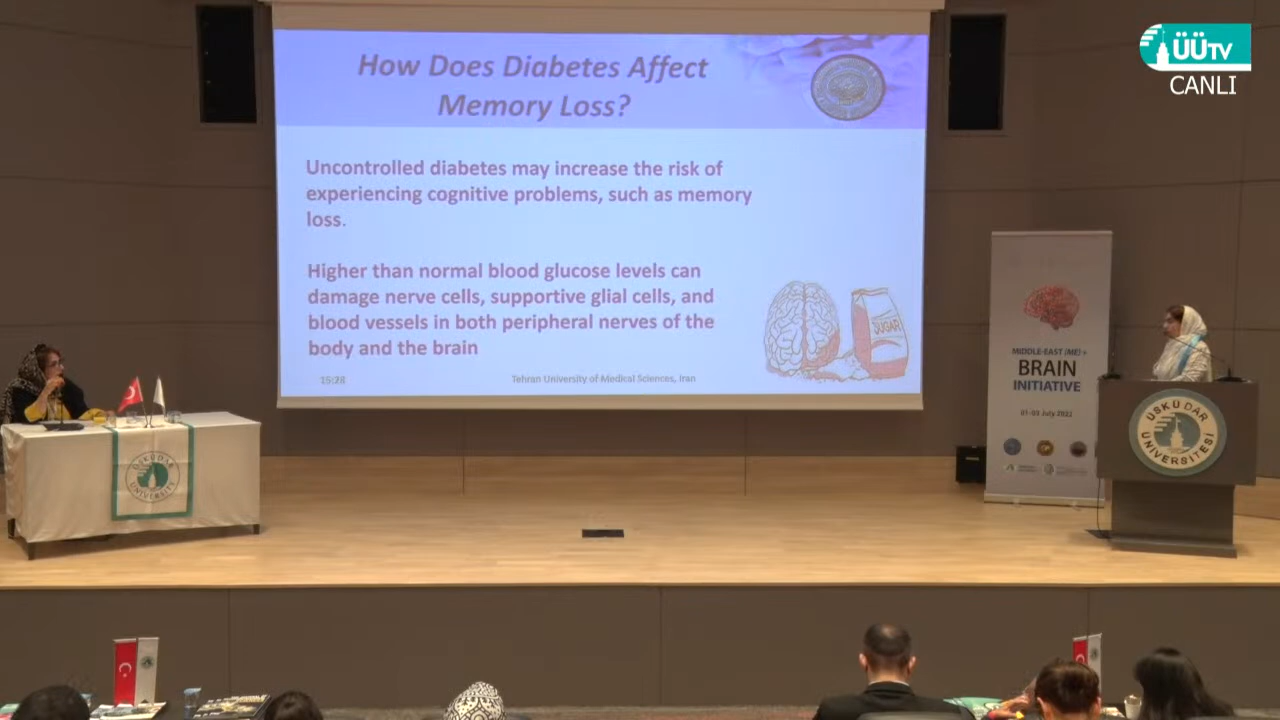 ÜÜTV
CANLI
How Does Diabetes Affect
Memory Loss?
Uncontrolled diabetes may increase the risk of
experiencing cognitive problems, such as memory
loss.
Higher than normal blood glucose levels can
damage nerve cells, supportive glial cells, and
blood vessels in both peripheral nerves of the
body and the brain
SUGAR
15:28
Tehran University of Medical Sciences, Iran
MIDDLE-EAST (ME) +
BRAIN
INITIATIVE
01-03 July 2022
ÜSKÜDAR
ÜNİVERSİTESİ
ÜSKÜDAR
UNIVERSITY